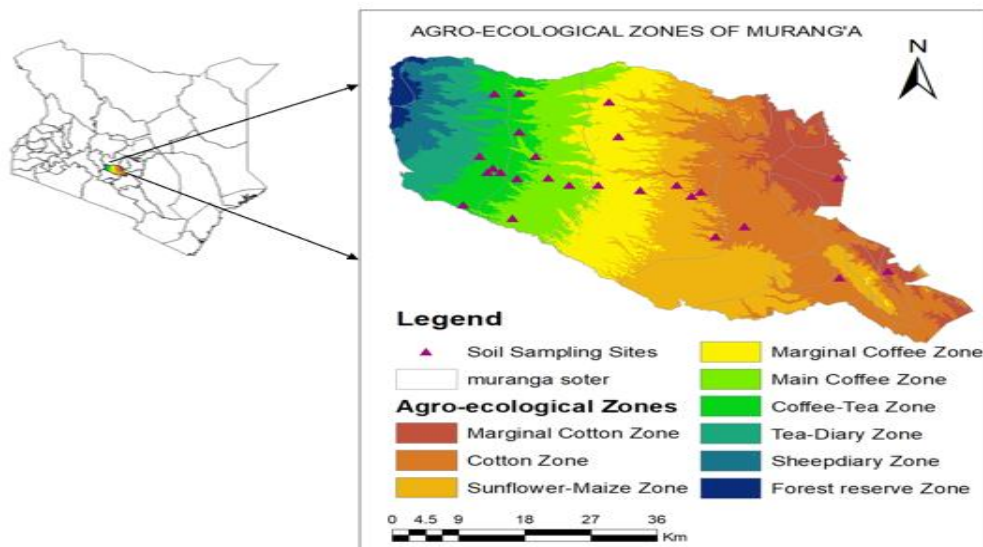 AGRO-ECOLOGICAL ZONES OF MURANG'A
N
Legend
Soil Sampling Sites
muranga soter
Agro-ecological Zones
Marginal Cotton Zone
Cotton Zone
Sunflower-Maize Zone
Marginal Coffee Zone
Main Coffee Zone
Coffee-Tea Zone
Tea-Diary Zone
Sheepdiary Zone
Forest reserve Zone
0 4.5 9 18 27 36
Km